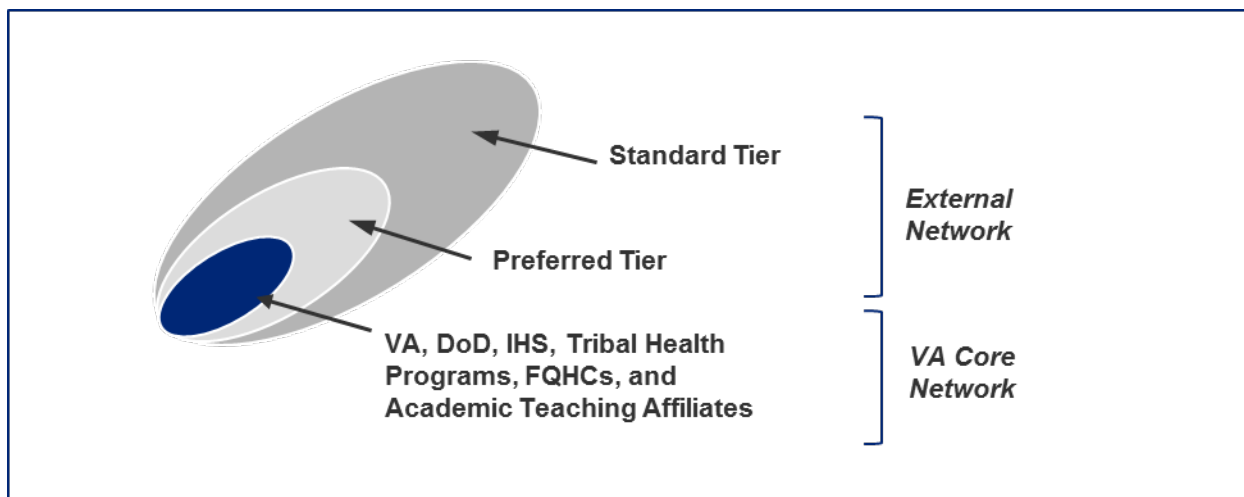 Standard Tier
External
Network
Preferred Tier
VA, DoD, IHS, Tribal Health
Programs, FQHCs, and
Academic Teaching Affiliates
VA Core
Network